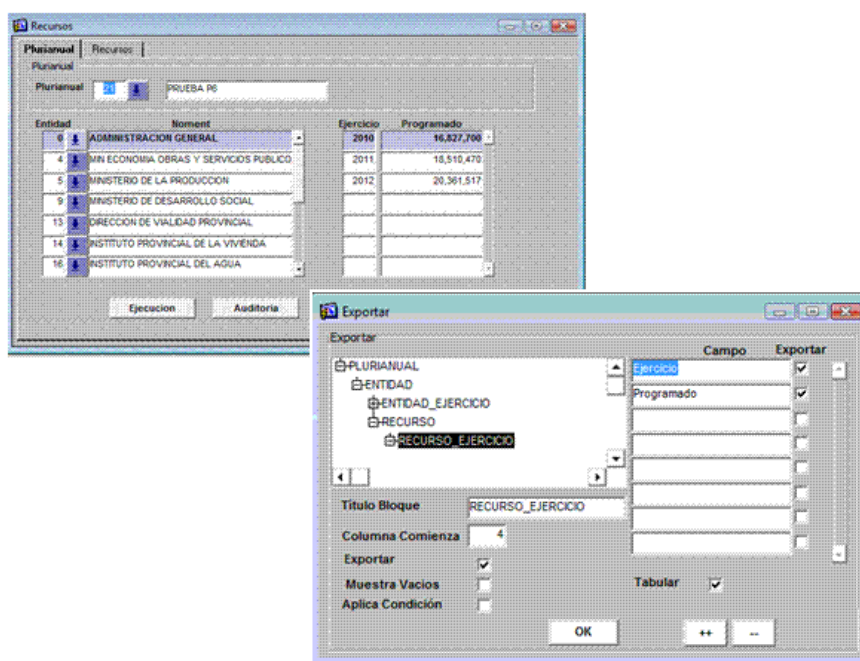 Recursos
Plurianual Recursos
Plurianual
Plurianual 21 PRUEBA P6
Entidad Noment Ejercicio Programado
0 ADMINISTRACION GENERAL 2010 16,827,700
4 MIN ECONOMIA OBRAS Y SERVICIOS PUBLICO 2011 18,510,470
5 MINISTERIO DE LA PRODUCCION 2012 20,361,517
9 MINISTERIO DE DESARROLLO SOCIAL
13 DIRECCION DE VIALIDAD PROVINCIAL
14 INSTITUTO PROVINCIAL DE LA VIVIENDA
16 INSTITUTO PROVINCIAL DEL AGUA
Ejecucion Auditoria
Exportar
Exportar
Campo Exportar
PLURIANUAL Ejercicio
ENTIDAD Programado
ENTIDAD_EJERCICIO
RECURSO
RECURSO_EJERCICIO
Título Bloque RECURSO_EJERCICIO
Columna Comienza 4
Exportar
Muestra Vacios Tabular
Aplica Condición
OK ++ --